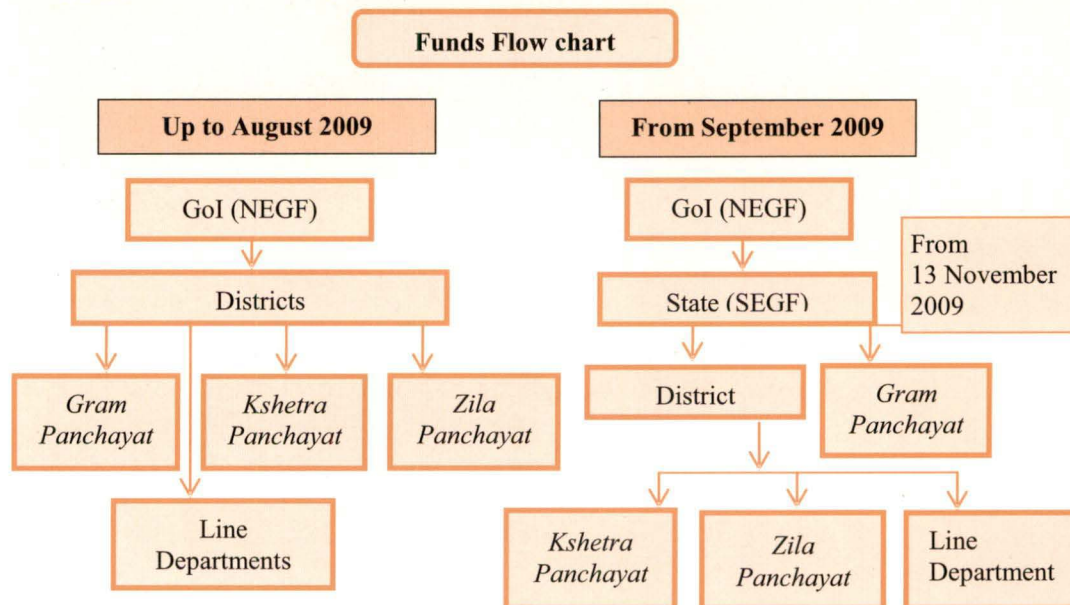 Funds Flow chart
Up to August 2009
GoI (NEGF)
Districts
Gram
Panchayat
Kshetra
Panchayat
Zila
Panchayat
Line
Departments
From September 2009
GoI (NEGF)
From
13 November
2009
State (SEGF)
District
Gram
Panchayat
Kshetra
Panchayat
Zila
Panchayat
Line
Department